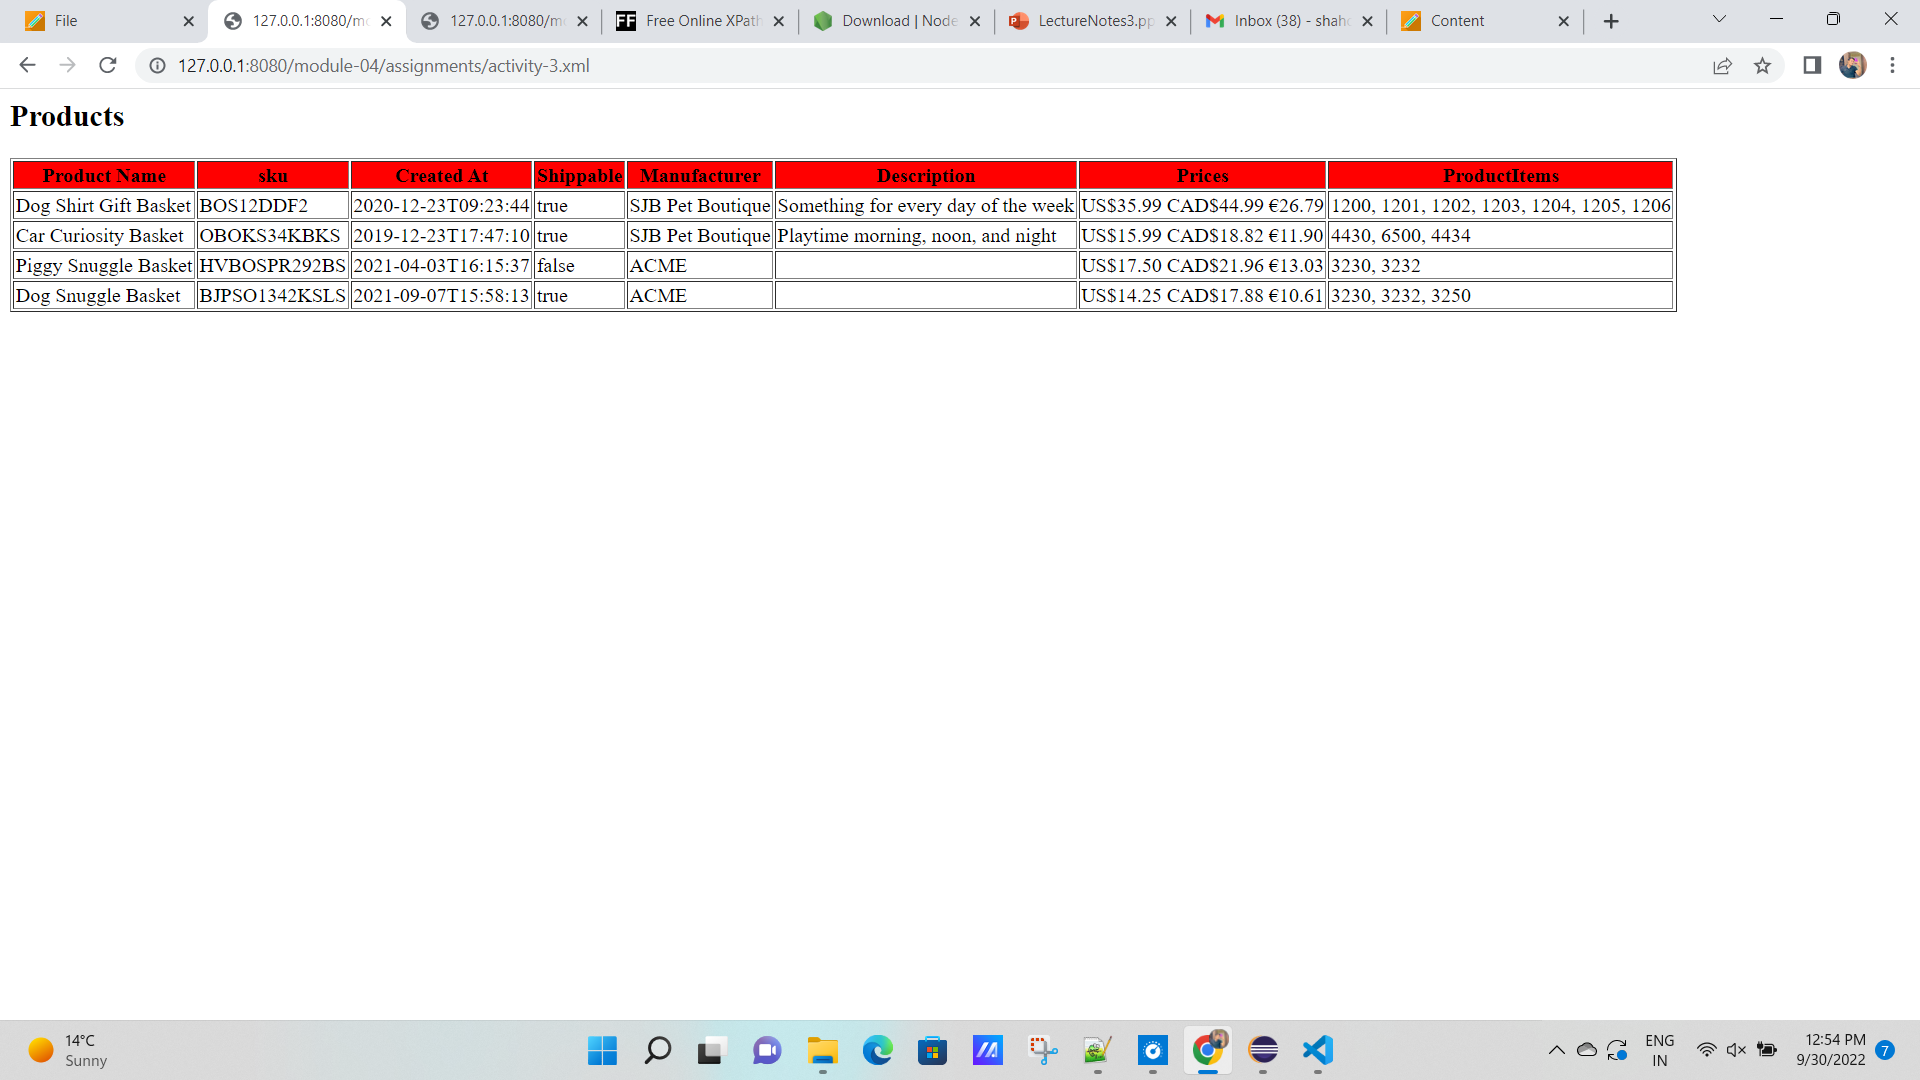 File
127.0.0.1:8080/mo
127.0.0.1:8080/m
Free Online XPath
Download | Node
LectureNotes3.pp
Inbox (38) - shah
Content
127.0.0.1:8080/module-04/assignments/activity-3.xml
Products
Product Name sku Created At Shippable Manufacturer Description Prices ProductItems
Dog Shirt Gift Basket BOS12DDF2 2020-12-23T09:23:44 true SJB Pet Boutique Something for every day of the week US$35.99 CAD$44.99 €26.79 1200, 1201, 1202, 1203, 1204, 1205, 1206
Car Curiosity Basket OBOKS34KBKS 2019-12-23T17:47:10 true SJB Pet Boutique Playtime morning, noon, and night US$15.99 CAD$18.82 €11.90 4430, 6500, 4434
Piggy Snuggle Basket HVBOSPR292BS 2021-04-03T16:15:37 false ACME US$17.50 CAD$21.96 €13.03 3230, 3232
Dog Snuggle Basket BJPSO1342KSLS 2021-09-07T15:58:13 true ACME US$14.25 CAD$17.88 €10.61 3230, 3232, 3250
14°C
Sunny
ENG
IN
12:54 PM
9/30/2022
7